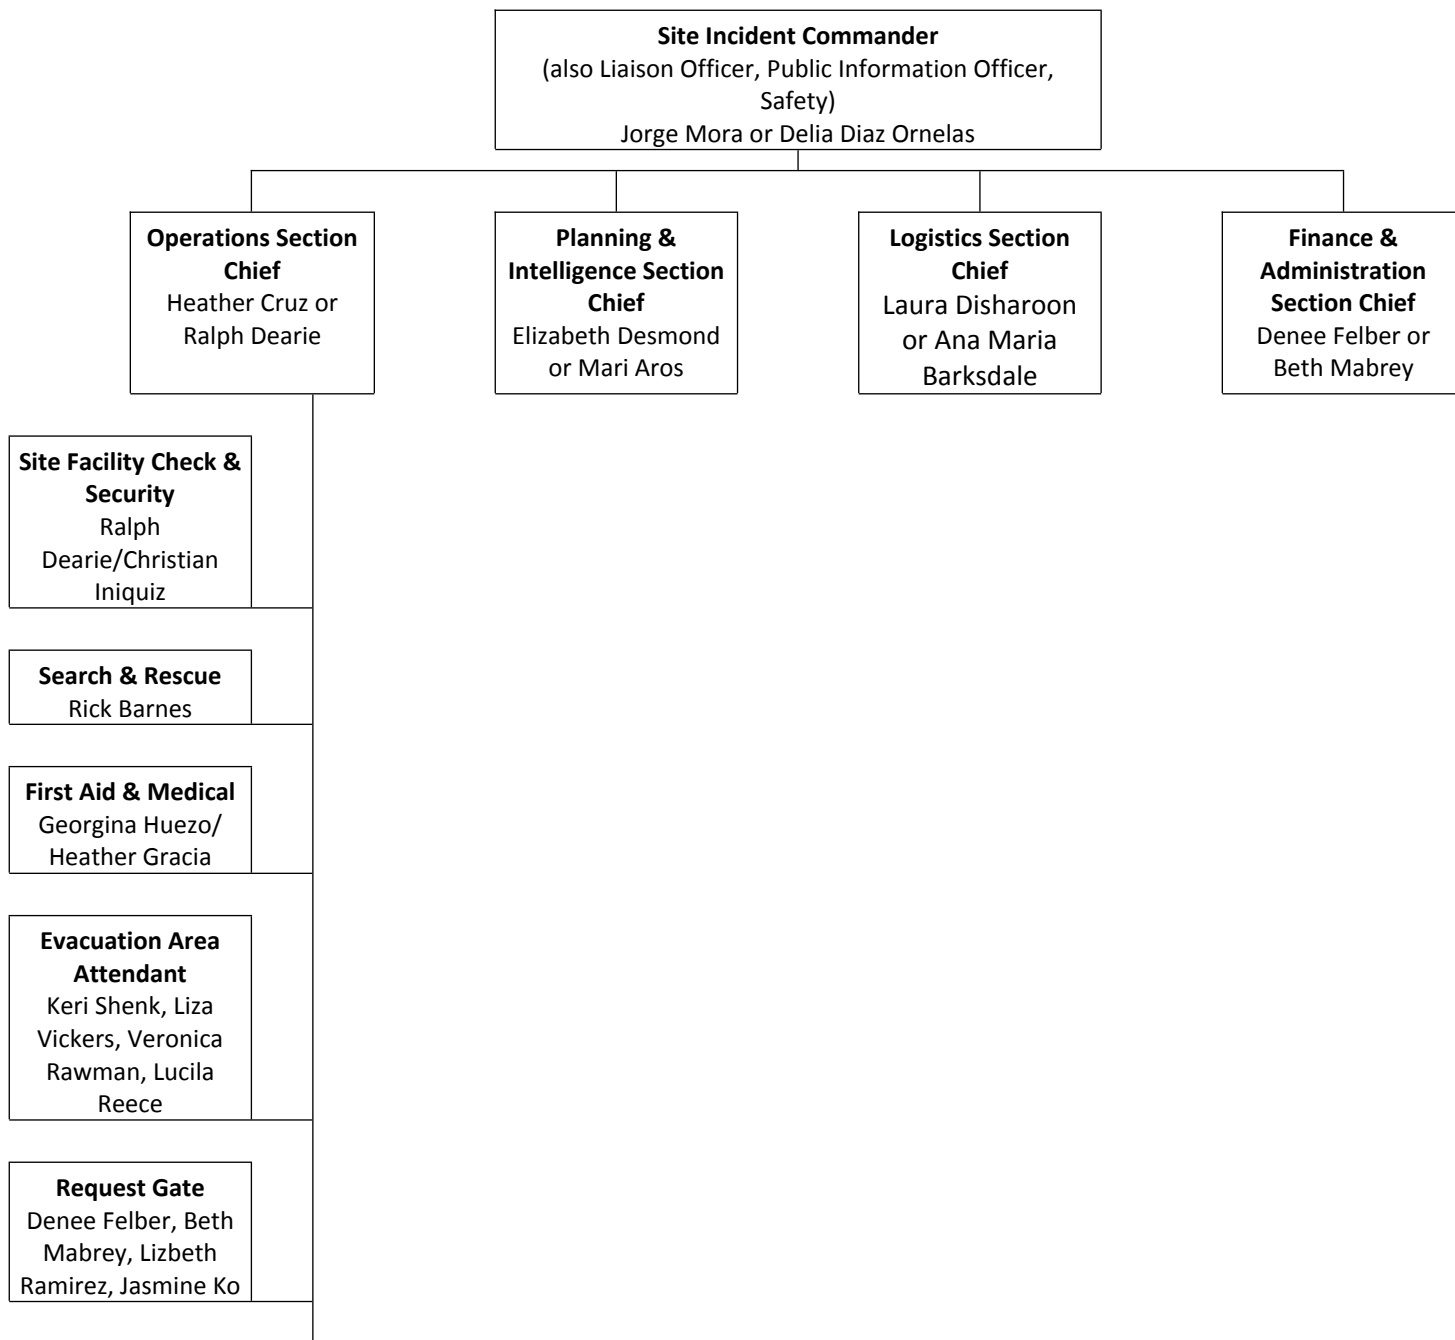 Site Incident Commander
(also Liaison Officer, Public Information Officer,
Safety)
Jorge Mora or Delia Diaz Ornelas
Operations Section
Chief
Heather Cruz or
Ralph Dearie
Planning &
Intelligence Section
Chief
Elizabeth Desmond
or Mari Aros
Logistics Section
Chief
Laura Disharoon
or Ana Maria
Barksdale
Finance &
Administration
Section Chief
Denee Felber or
Beth Mabrey
Site Facility Check &
Security
Ralph
Dearie/Christian
Iniquiz
Search & Rescue
Rick Barnes
First Aid & Medical
Georgina Huezo/
Heather Gracia
Evacuation Area
Attendant
Keri Shenk, Liza
Vickers, Veronica
Rawman, Lucila
Reece
Request Gate
Denee Felber, Beth
Mabrey, Lizbeth
Ramirez, Jasmine Ko